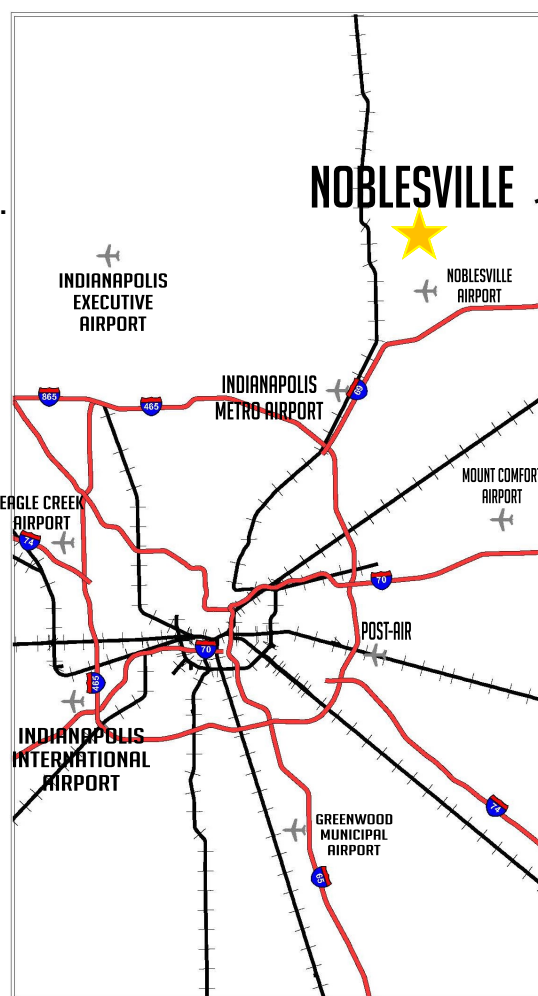 NOBLESVILLE
NOBLESVILLE
AIRPORT
INDIANAPOLIS
EXECUTIVE
AIRPORT
INDIANAPOLIS
METRO AIRPORT
69
865
465
MOUNT COMFORT
AIRPORT
EAGLE CREEK
AIRPORT
74
70
POST-AIR
70
465
INDIANAPOLIS
INTERNATIONAL
AIRPORT
74
GREENWOOD
MUNICIPAL
AIRPORT
65